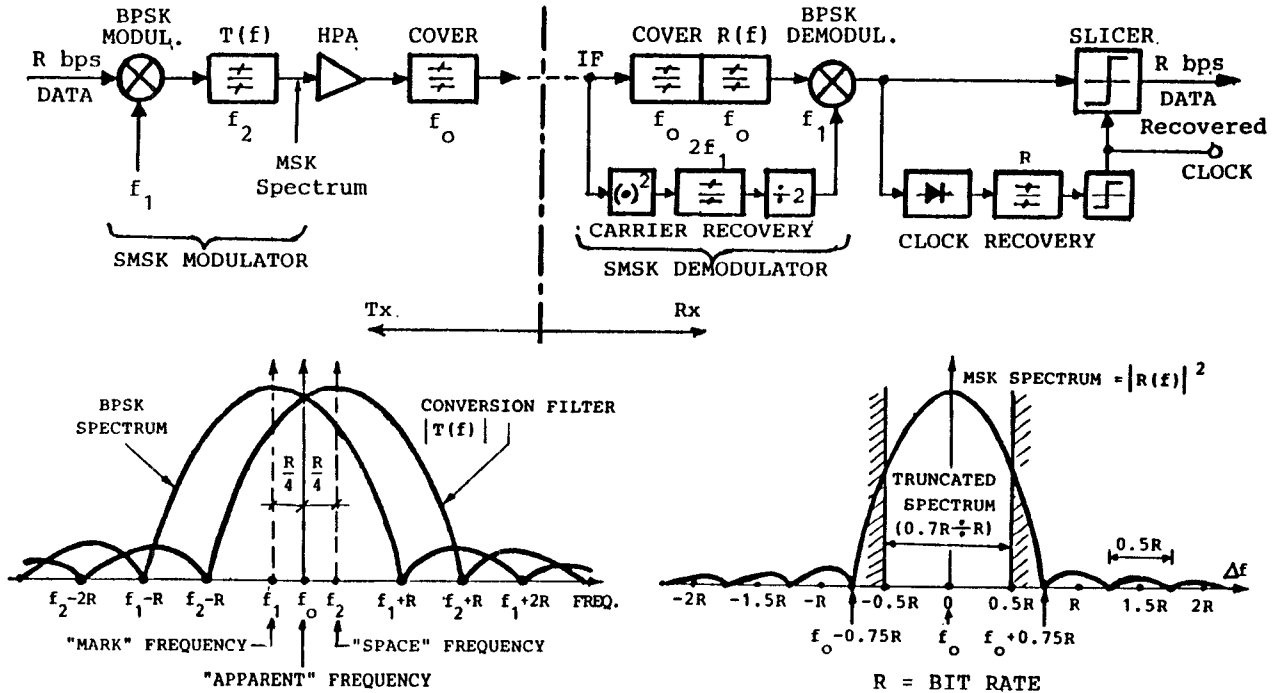 BPSK
MODUL.
T(f)
HPA
COVER
R bps
DATA
f1
f2
fo
MSK
Spectrum
SMSK MODULATOR
IF
COVER R(f)
BPSK
DEMODUL.
fo
fo
f1
2f1
(•)²
÷2
CARRIER RECOVERY
SMSK DEMODULATOR
SLICER
R bps
DATA
Recovered
CLOCK
R
CLOCK RECOVERY
Tx
Rx
BPSK
SPECTRUM
CONVERSION FILTER
|T(f)|
R/4
R/4
f2-2R
f1-R
f2-R
f1
fo
f2
f1+R
f2+R
f1+2R
FREQ.
"MARK" FREQUENCY
"SPACE" FREQUENCY
"APPARENT" FREQUENCY
MSK SPECTRUM = |R(f)|²
TRUNCATED
SPECTRUM
(0.7R÷R)
0.5R
Δf
-2R
-1.5R
-R
-0.5R
0
0.5R
R
1.5R
2R
fo-0.75R
fo
fo+0.75R
R = BIT RATE